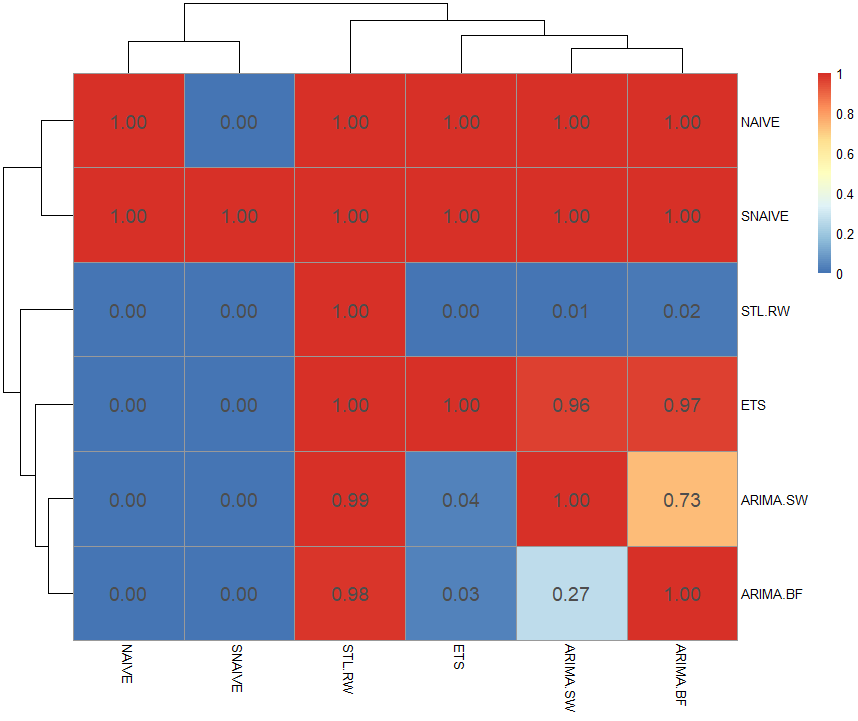 1.00 0.00 1.00 1.00 1.00 1.00 NAIVE
1.00 1.00 1.00 1.00 1.00 1.00 SNAIVE
0.00 0.00 1.00 0.00 0.01 0.02 STL.RW
0.00 0.00 1.00 1.00 0.96 0.97 ETS
0.00 0.00 0.99 0.04 1.00 0.73 ARIMA.SW
0.00 0.00 0.98 0.03 0.27 1.00 ARIMA.BF
NAIVE SNAIVE STL.RW ETS ARIMA.SW ARIMA.BF
1
0.8
0.6
0.4
0.2
0